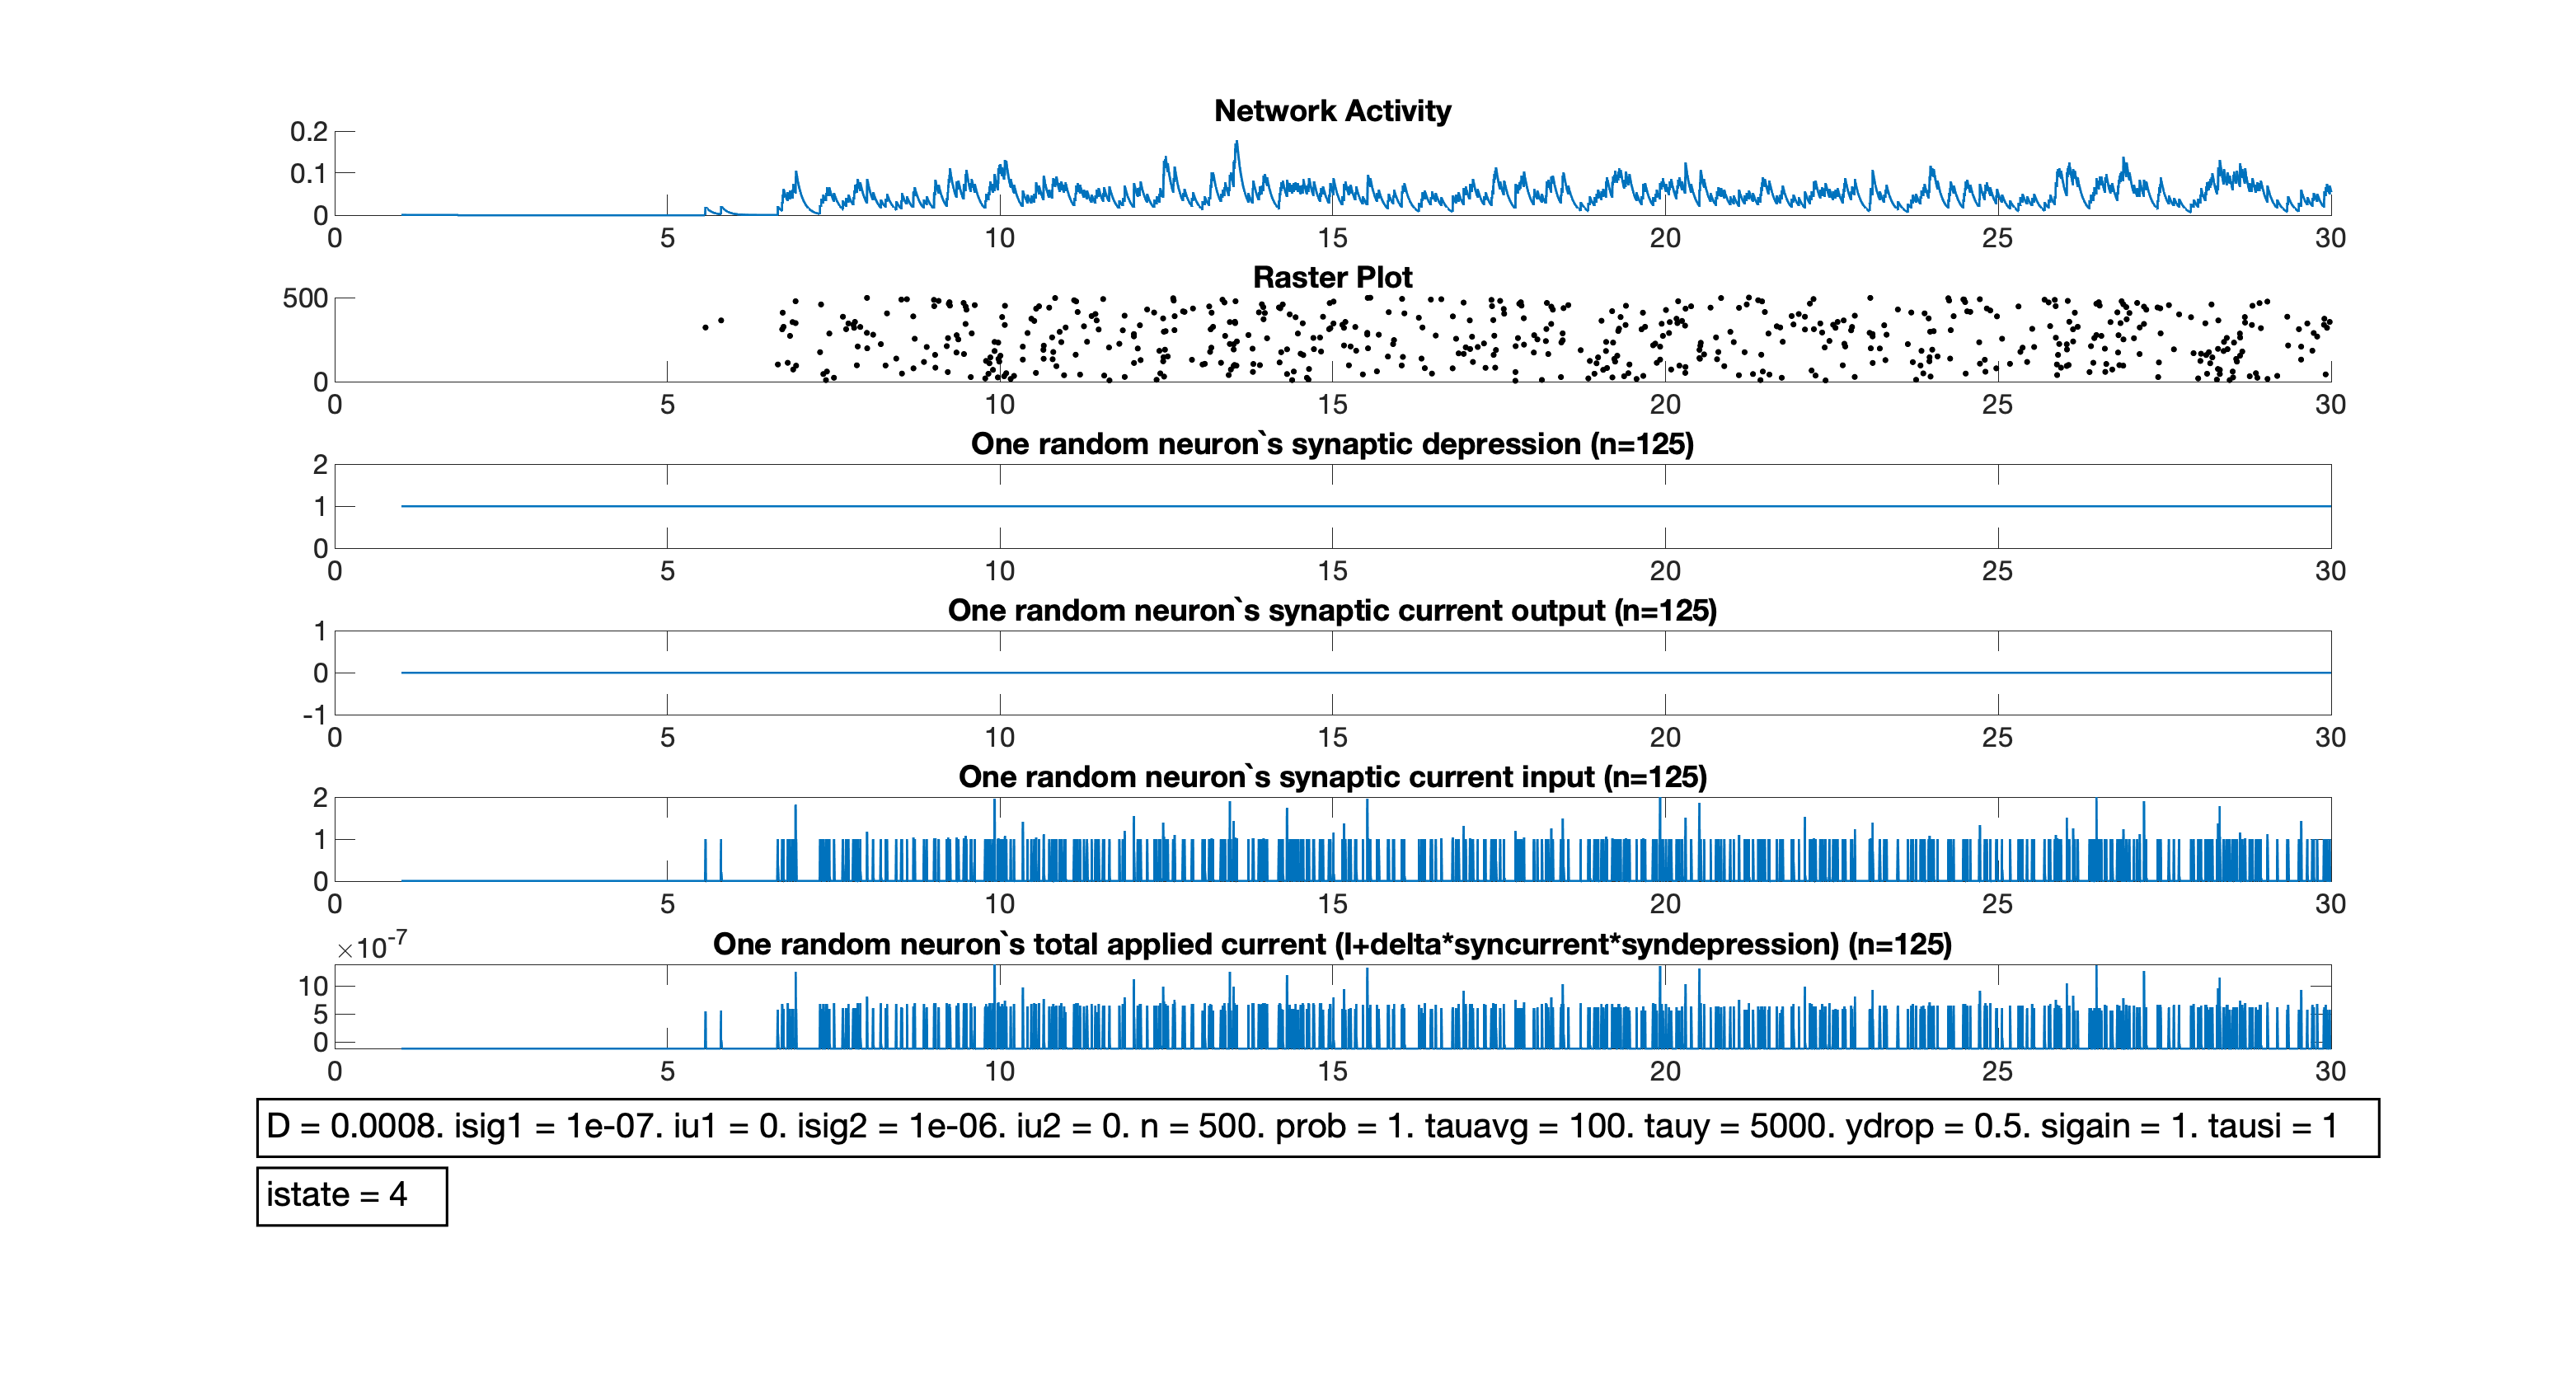 Network Activity
0.2
0.1
0
0 5 10 15 20 25 30
Raster Plot
500
0
0 5 10 15 20 25 30
One random neuron`s synaptic depression (n=125)
2
1
0
0 5 10 15 20 25 30
One random neuron`s synaptic current output (n=125)
1
0
-1
0 5 10 15 20 25 30
One random neuron`s synaptic current input (n=125)
2
1
0
0 5 10 15 20 25 30
×10-7 One random neuron`s total applied current (I+delta*syncurrent*syndepression) (n=125)
10
5
0
0 5 10 15 20 25 30
D = 0.0008. isig1 = 1e-07. iu1 = 0. isig2 = 1e-06. iu2 = 0. n = 500. prob = 1. tauavg = 100. tauy = 5000. ydrop = 0.5. sigain = 1. tausi = 1
istate = 4